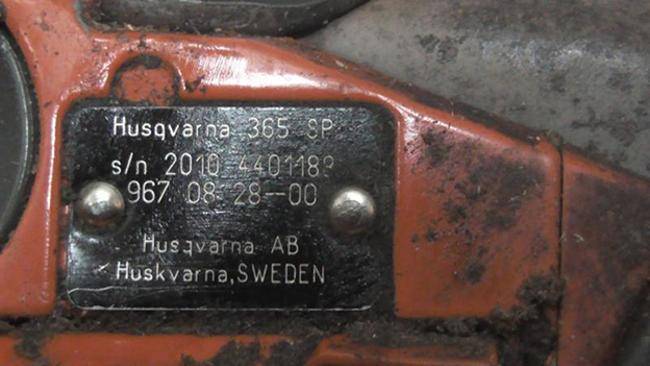 Husqvarna 365 SP
s/n 2010 4401189
967 08 28-00
Husqvarna AB
Huskvarna, SWEDEN